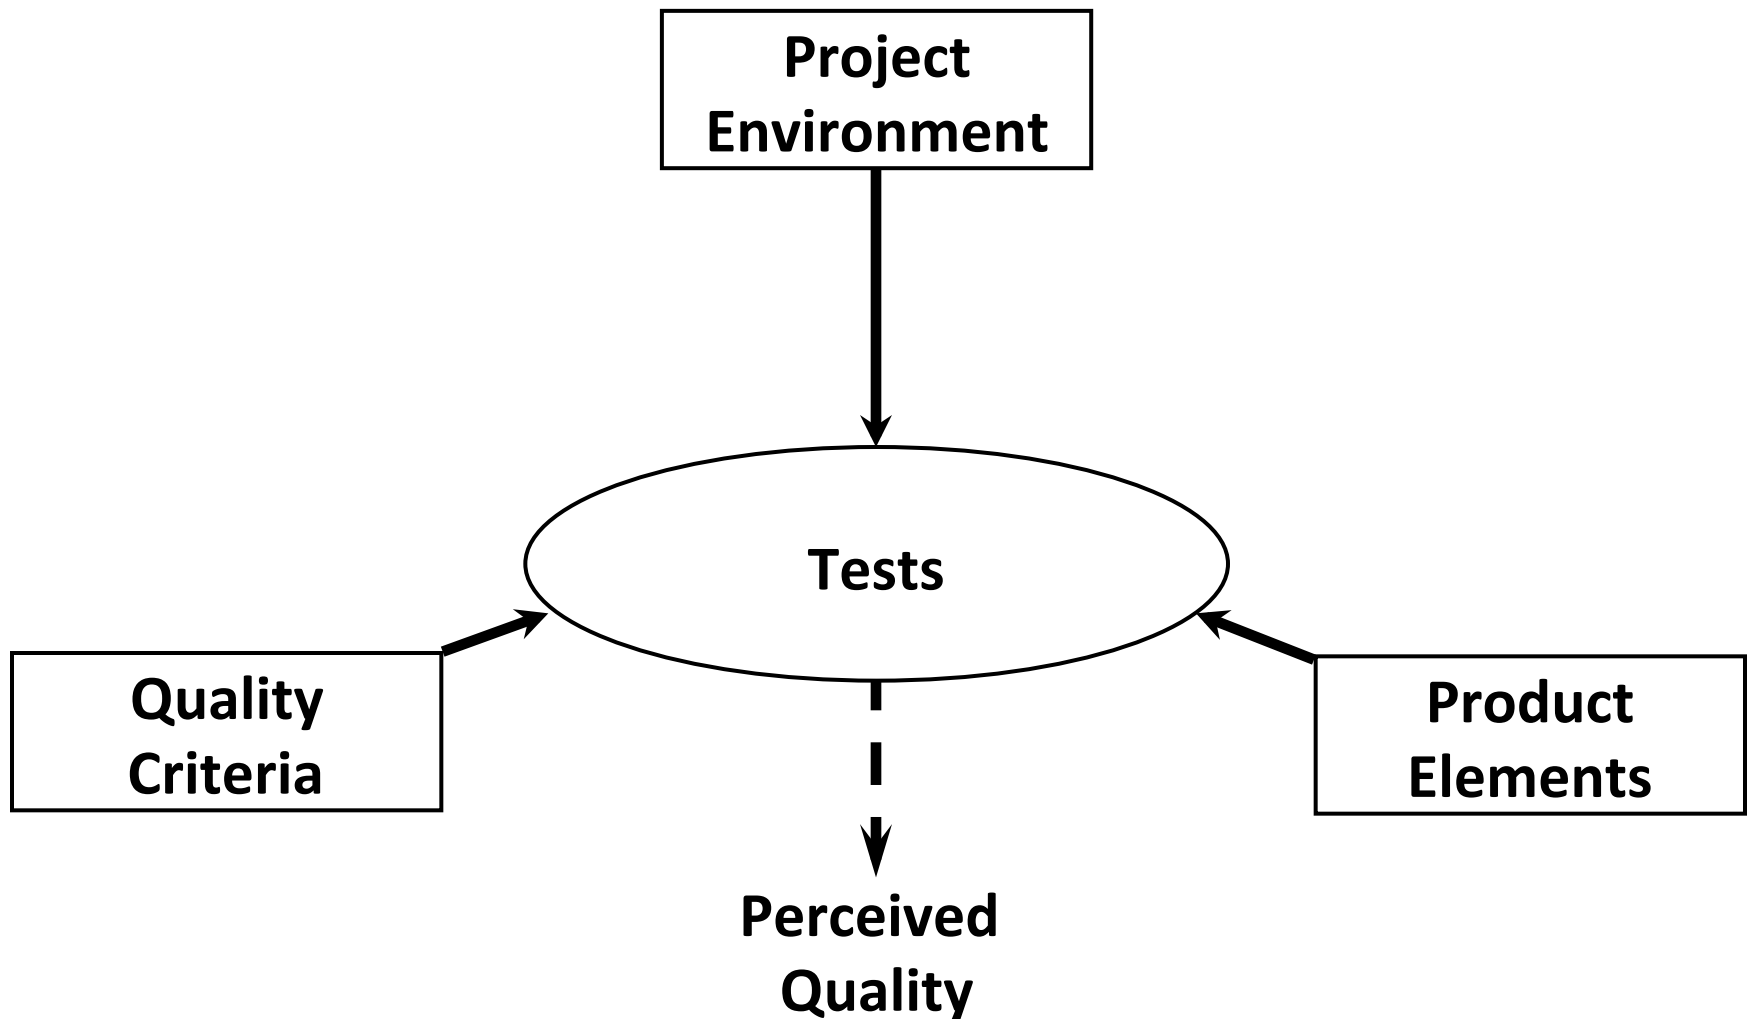 Project
Environment
Tests
Quality
Criteria
Product
Elements
Perceived
Quality